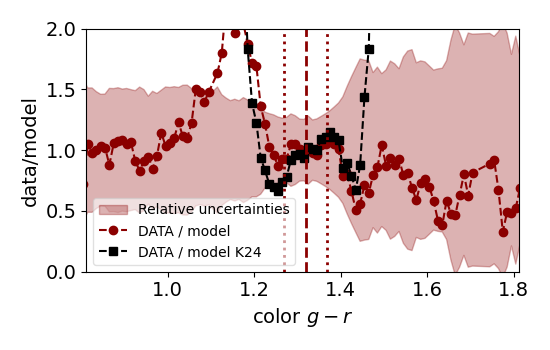 2.0
1.5
1.0
0.5
0.0
data/model
Relative uncertainties
DATA / model
DATA / model K24
1.0 1.2 1.4 1.6 1.8
color g − r